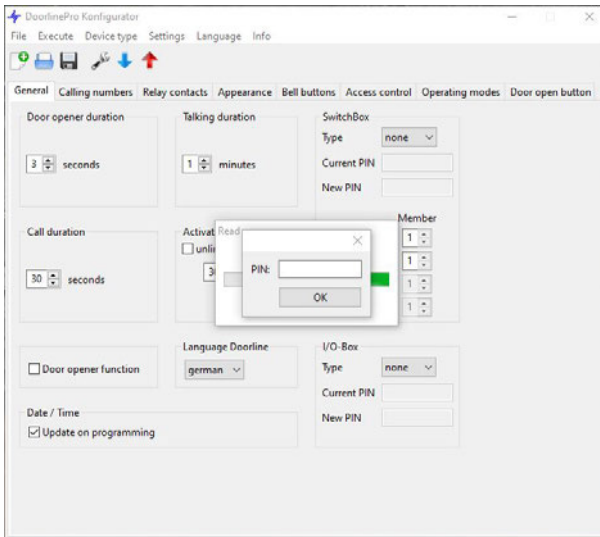 DoorlinePro Konfigurator
File Execute Device type Settings Language Info
General Calling numbers Relay contacts Appearance Bell buttons Access control Operating modes Door open button
Door opener duration
3 seconds
Talking duration
1 minutes
SwitchBox
Type none
Current PIN
New PIN
Member
1
1
1
1
Call duration
30 seconds
Activat
unli
3
Read
PIN:
OK
Door opener function
Language Doorline
german
I/O-Box
Type none
Current PIN
New PIN
Date / Time
Update on programming